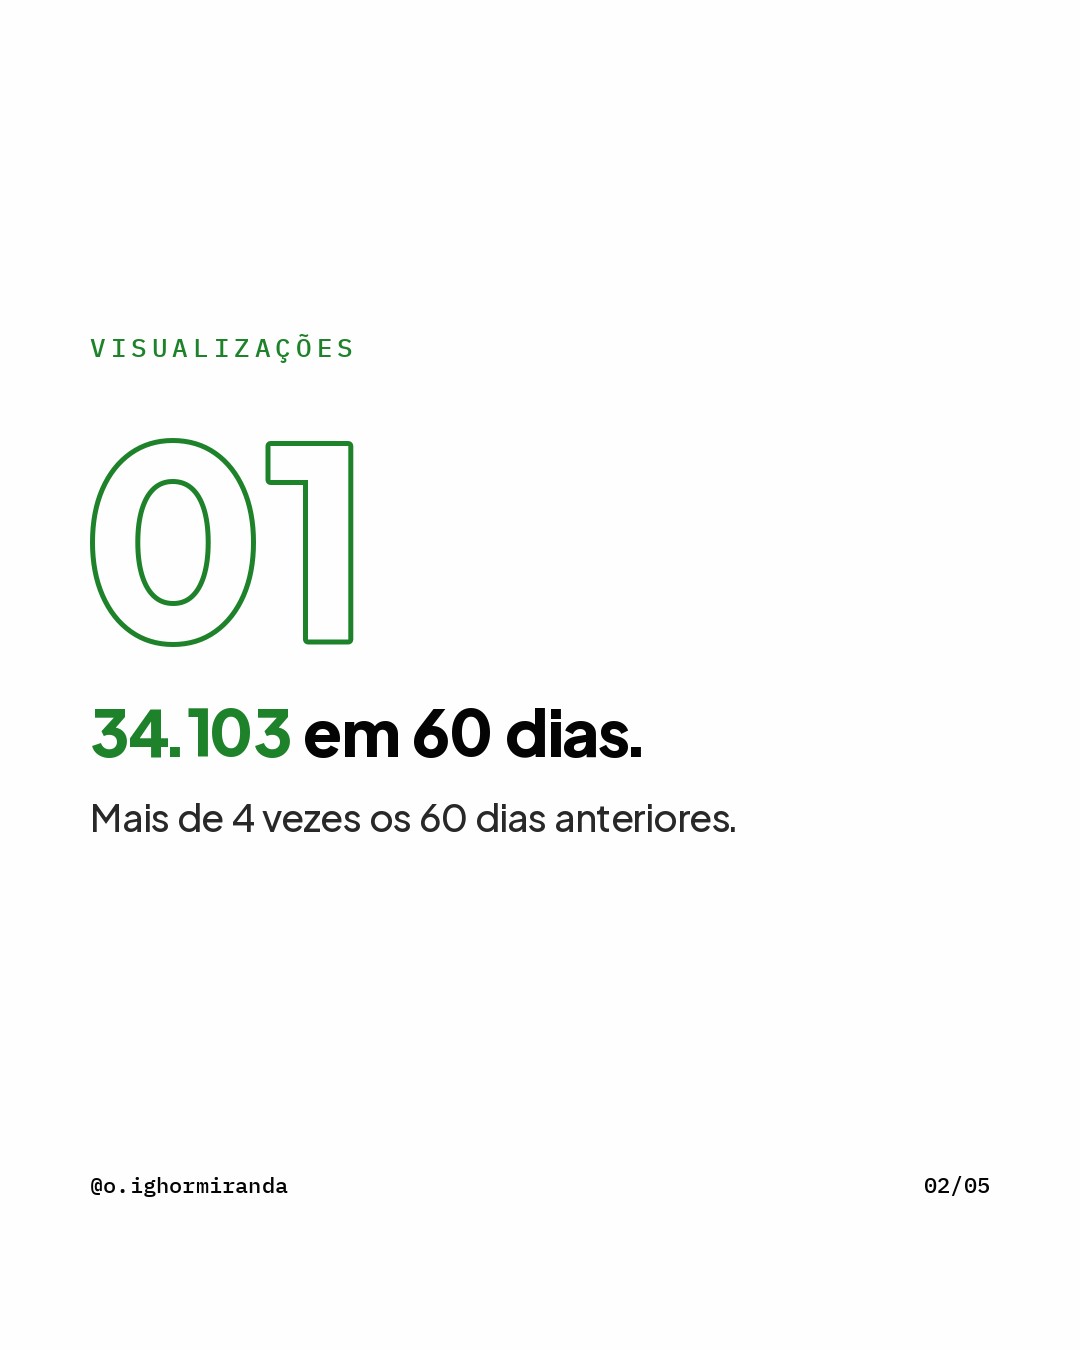 VISUALIZAÇÕES
01
34.103 em 60 dias.
Mais de 4 vezes os 60 dias anteriores.
@o.ighormiranda
02/05